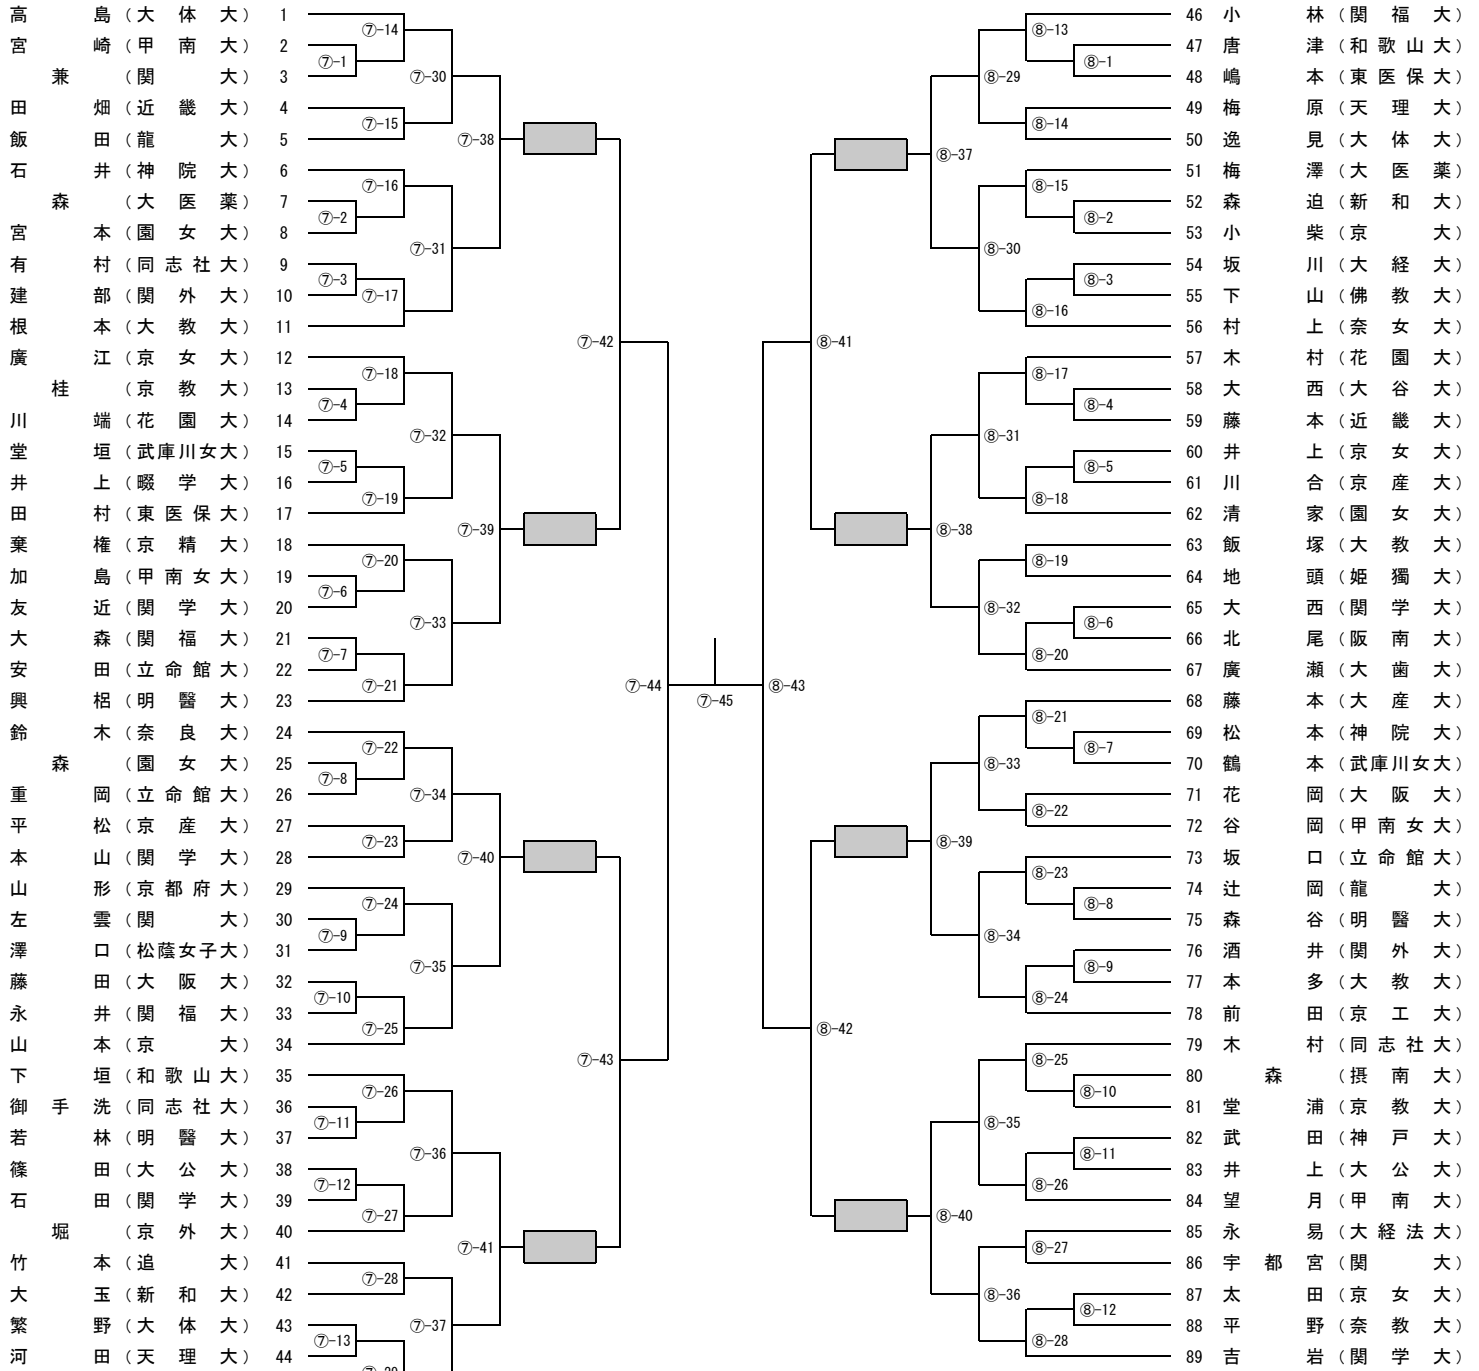 高島(大体大) 1
宮崎(甲南大) 2
兼(関大) 3
田畑(近畿大) 4
飯田(龍大) 5
石井(神院大) 6
森(大医薬) 7
宮本(園女大) 8
有村(同志社大) 9
建部(関外大) 10
根本(大教大) 11
廣江(京女大) 12
桂(京教大) 13
川端(花園大) 14
堂垣(武庫川女大) 15
井上(畷学大) 16
田村(東医保大) 17
棄権(京精大) 18
加島(甲南女大) 19
友近(関学大) 20
大森(関福大) 21
安田(立命館大) 22
興梠(明醫大) 23
鈴木(奈良大) 24
森(園女大) 25
重岡(立命館大) 26
平松(京産大) 27
本山(関学大) 28
山形(京都府大) 29
左雲(関大) 30
澤口(松蔭女子大) 31
藤田(大阪大) 32
永井(関福大) 33
山本(京大) 34
下垣(和歌山大) 35
御手洗(同志社大) 36
若林(明醫大) 37
篠田(大公大) 38
石田(関学大) 39
堀(京外大) 40
竹本(追大) 41
大玉(新和大) 42
繁野(大体大) 43
河田(天理大) 44
⑦-1
⑦-2
⑦-3
⑦-4
⑦-5
⑦-6
⑦-7
⑦-8
⑦-9
⑦-10
⑦-11
⑦-12
⑦-13
⑦-14
⑦-15
⑦-16
⑦-17
⑦-18
⑦-19
⑦-20
⑦-21
⑦-22
⑦-23
⑦-24
⑦-25
⑦-26
⑦-27
⑦-28
⑦-30
⑦-31
⑦-32
⑦-33
⑦-34
⑦-35
⑦-36
⑦-37
⑦-38
⑦-39
⑦-40
⑦-41
⑦-42
⑦-43
⑦-44
⑦-45
⑧-43
⑧-41
⑧-42
⑧-37
⑧-38
⑧-39
⑧-40
⑧-29
⑧-30
⑧-31
⑧-32
⑧-33
⑧-34
⑧-35
⑧-36
⑧-13
⑧-14
⑧-15
⑧-16
⑧-17
⑧-18
⑧-19
⑧-20
⑧-21
⑧-22
⑧-23
⑧-24
⑧-25
⑧-26
⑧-27
⑧-28
⑧-1
⑧-2
⑧-3
⑧-4
⑧-5
⑧-6
⑧-7
⑧-8
⑧-9
⑧-10
⑧-11
⑧-12
46 小林(関福大)
47 唐津(和歌山大)
48 嶋本(東医保大)
49 梅原(天理大)
50 逸見(大体大)
51 梅澤(大医薬)
52 森迫(新和大)
53 小柴(京大)
54 坂川(大経大)
55 下山(佛教大)
56 村上(奈女大)
57 木村(花園大)
58 大西(大谷大)
59 藤本(近畿大)
60 井上(京女大)
61 川合(京産大)
62 清家(園女大)
63 飯塚(大教大)
64 地頭(姫獨大)
65 大西(関学大)
66 北尾(阪南大)
67 廣瀬(大歯大)
68 藤本(大産大)
69 松本(神院大)
70 鶴本(武庫川女大)
71 花岡(大阪大)
72 谷岡(甲南女大)
73 坂口(立命館大)
74 辻岡(龍大)
75 森谷(明醫大)
76 酒井(関外大)
77 本多(大教大)
78 前田(京工大)
79 木村(同志社大)
80 森(摂南大)
81 堂浦(京教大)
82 武田(神戸大)
83 井上(大公大)
84 望月(甲南大)
85 永易(大経法大)
86 宇都宮(関大)
87 太田(京女大)
88 平野(奈教大)
89 吉岩(関学大)